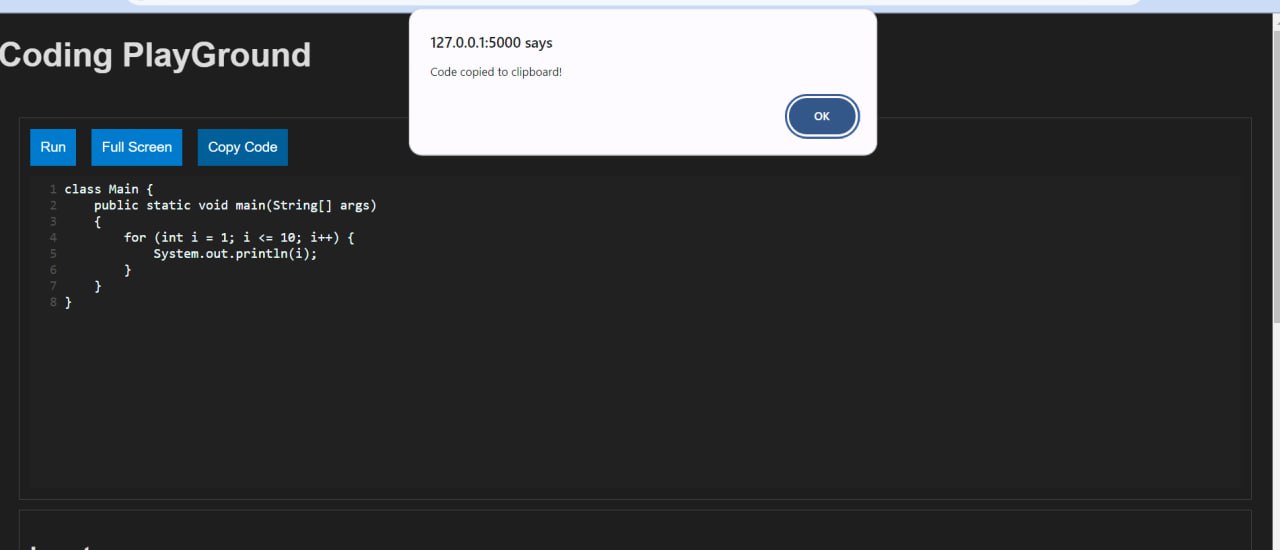 Coding PlayGround
127.0.0.1:5000 says
Code copied to clipboard!
OK
Run Full Screen Copy Code
1 class Main {
2     public static void main(String[] args)
3     {
4         for (int i = 1; i <= 10; i++) {
5             System.out.println(i);
6         }
7     }
8 }